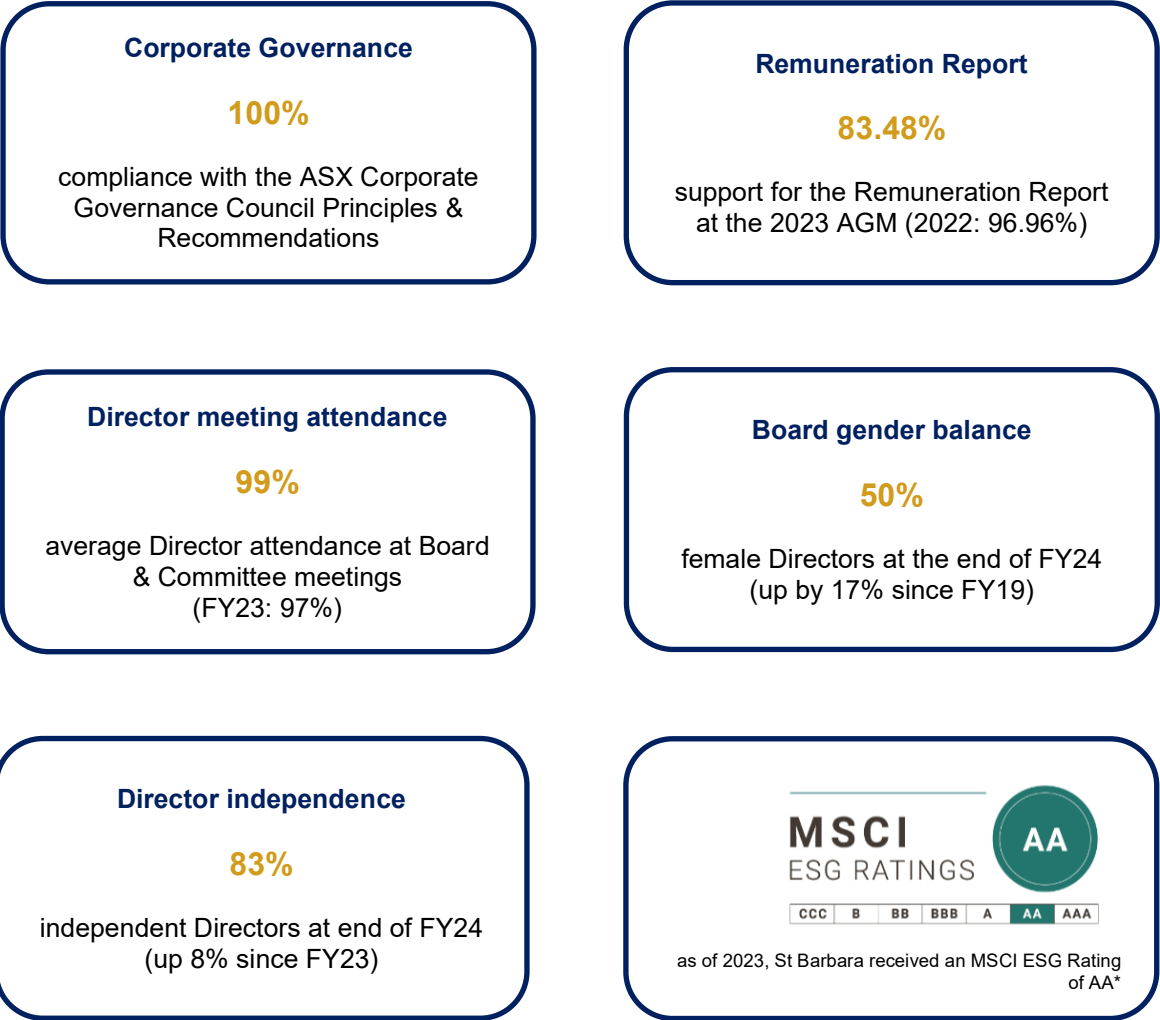 Corporate Governance
100%
compliance with the ASX Corporate
Governance Council Principles &
Recommendations
Remuneration Report
83.48%
support for the Remuneration Report
at the 2023 AGM (2022: 96.96%)
Director meeting attendance
99%
average Director attendance at Board
& Committee meetings
(FY23: 97%)
Board gender balance
50%
female Directors at the end of FY24
(up by 17% since FY19)
Director independence
83%
independent Directors at end of FY24
(up 8% since FY23)
MSCI
ESG RATINGS
AA
CCC B BB BBB A AA AAA
as of 2023, St Barbara received an MSCI ESG Rating
of AA*